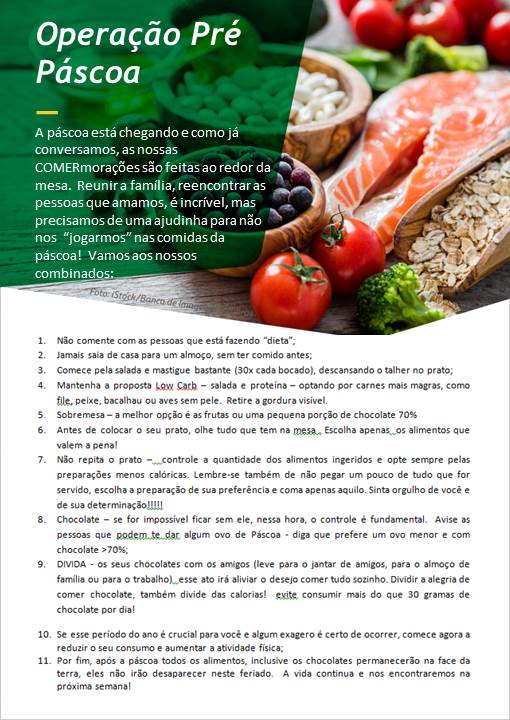 Operação Pré
Páscoa
A páscoa está chegando e como já
conversamos, as nossas
COMERmorações são feitas ao redor da
mesa. Reunir a família, reencontrar as
pessoas que amamos, é incrível, mas
precisamos de uma ajudinha para não
nos “jogarmos” nas comidas da
páscoa! Vamos aos nossos
combinados:
Foto: iStock/Banco de Imag
1. Não comente com as pessoas que está fazendo “dieta”;
2. Jamais saia de casa para um almoço, sem ter comido antes;
3. Comece pela salada e mastigue bastante (30x cada bocado), descansando o talher no prato;
4. Mantenha a proposta Low Carb – salada e proteína – optando por carnes mais magras, como
file, peixe, bacalhau ou aves sem pele. Retire a gordura visível.
5. Sobremesa – a melhor opção é as frutas ou uma pequena porção de chocolate 70%
6. Antes de colocar o seu prato, olhe tudo que tem na mesa . Escolha apenas os alimentos que
valem a pena!
7. Não repita o prato – controle a quantidade dos alimentos ingeridos e opte sempre pelas
preparações menos calóricas. Lembre-se também de não pegar um pouco de tudo que for
servido, escolha a preparação de sua preferência e coma apenas aquilo. Sinta orgulho de você e
de sua determinação!!!!!
8. Chocolate – se for impossível ficar sem ele, nessa hora, o controle é fundamental. Avise as
pessoas que podem te dar algum ovo de Páscoa - diga que prefere um ovo menor e com
chocolate >70%;
9. DIVIDA - os seus chocolates com os amigos (leve para o jantar de amigos, para o almoço de
família ou para o trabalho) esse ato irá aliviar o desejo comer tudo sozinho. Dividir a alegria de
comer chocolate, também divide das calorias! evite consumir mais do que 30 gramas de
chocolate por dia!
10. Se esse período do ano é crucial para você e algum exagero é certo de ocorrer, comece agora a
reduzir o seu consumo e aumentar a atividade física;
11. Por fim, após a páscoa todos os alimentos, inclusive os chocolates permanecerão na face da
terra, eles não irão desaparecer neste feriado. A vida continua e nos encontraremos na
próxima semana!